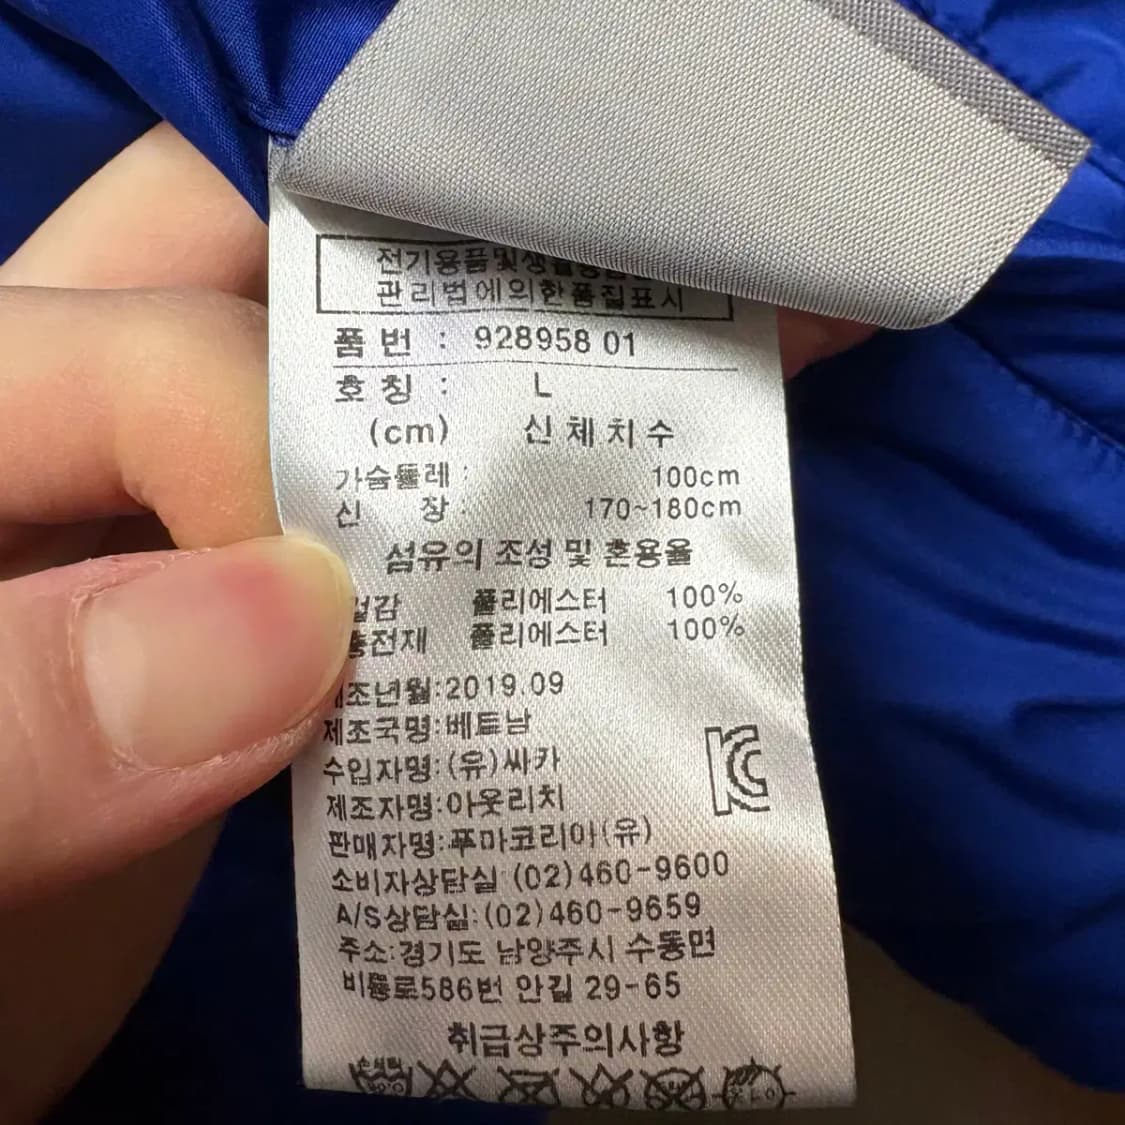 전기용품및생활용품
관리법에의한품질표시
품 번 : 928958 01
호 칭 : L
(cm) 신체치수
가슴둘레 : 100cm
신 장 : 170~180cm
섬유의 조성 및 혼용율
겉감 폴리에스터 100%
충전재 폴리에스터 100%
제조년월:2019.09
제조국명:베트남
수입자명:(유)싸카
제조자명:아웃리치
판매자명:푸마코리아(유)
소비자상담실:(02)460-9600
A/S상담실:(02)460-9659
주소:경기도 남양주시 수동면
비룡로586번 안길 29-65
취급상주의사항
손세탁